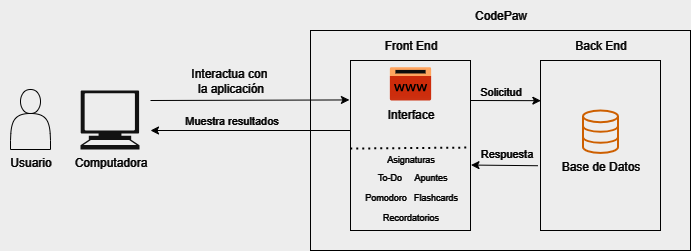 CodePaw
Front End
Back End
Interactua con
la aplicación
WWW
Solicitud
Interface
Muestra resultados
Respuesta
Asignaturas
Usuario
Computadora
Base de Datos
To-Do Apuntes
Pomodoro Flashcards
Recordatorios